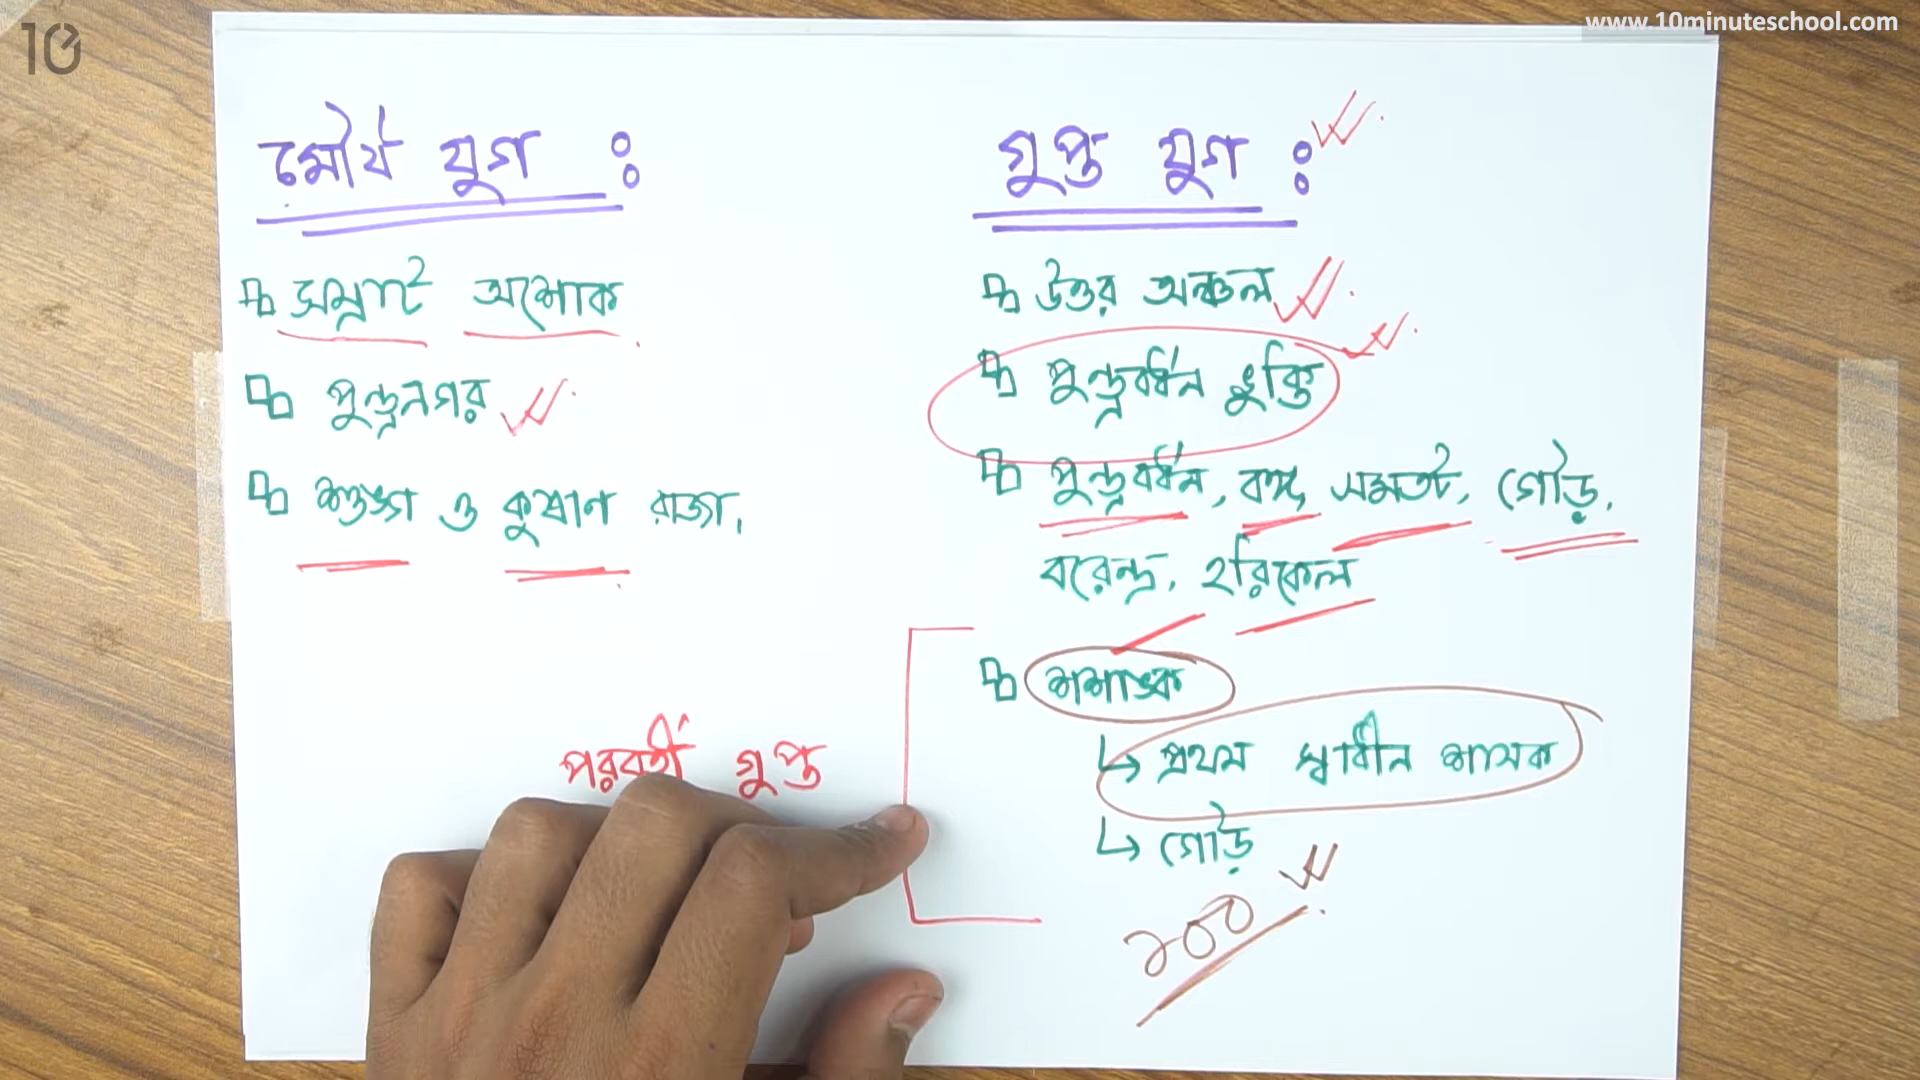 10
www.10minuteschool.com
মৌর্য যুগ :
সম্রাট অশোক
পুন্ড্রনগর
শুঙ্গ ও কুষাণ রাজা,
গুপ্ত যুগ :
উত্তর অঞ্চল
পুন্ড্রবর্ধন ভুক্তি
পুন্ড্রবর্ধন, বঙ্গ, সমতট, গৌড়,
বরেন্দ্র, হরিকেল
শশাঙ্ক
প্রথম স্বাধীন শাসক
গৌড়
পরবর্তী গুপ্ত